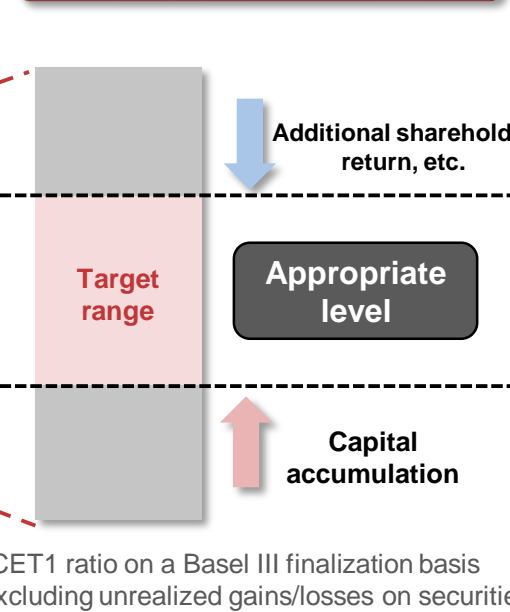 Additional sharehold
return, etc.
Target
range
Appropriate
level
Capital
accumulation
CET1 ratio on a Basel III finalization basis
xcluding unrealized gains/losses on securitie